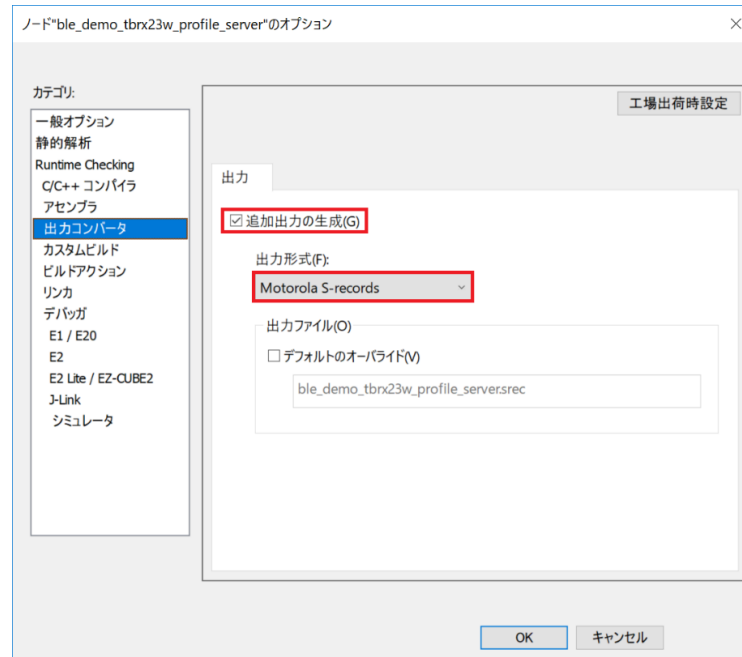 ノード"ble_demo_tbrx23w_profile_server"のオプション
カテゴリ:
一般オプション
静的解析
Runtime Checking
C/C++ コンパイラ
アセンブラ
出力コンバータ
カスタムビルド
ビルドアクション
リンカ
デバッガ
E1 / E20
E2
E2 Lite / EZ-CUBE2
J-Link
シミュレータ
工場出荷時設定
出力
追加出力の生成(G)
出力形式(F):
Motorola S-records
出力ファイル(O)
デフォルトのオーバライド(V)
ble_demo_tbrx23w_profile_server.srec
OK
キャンセル